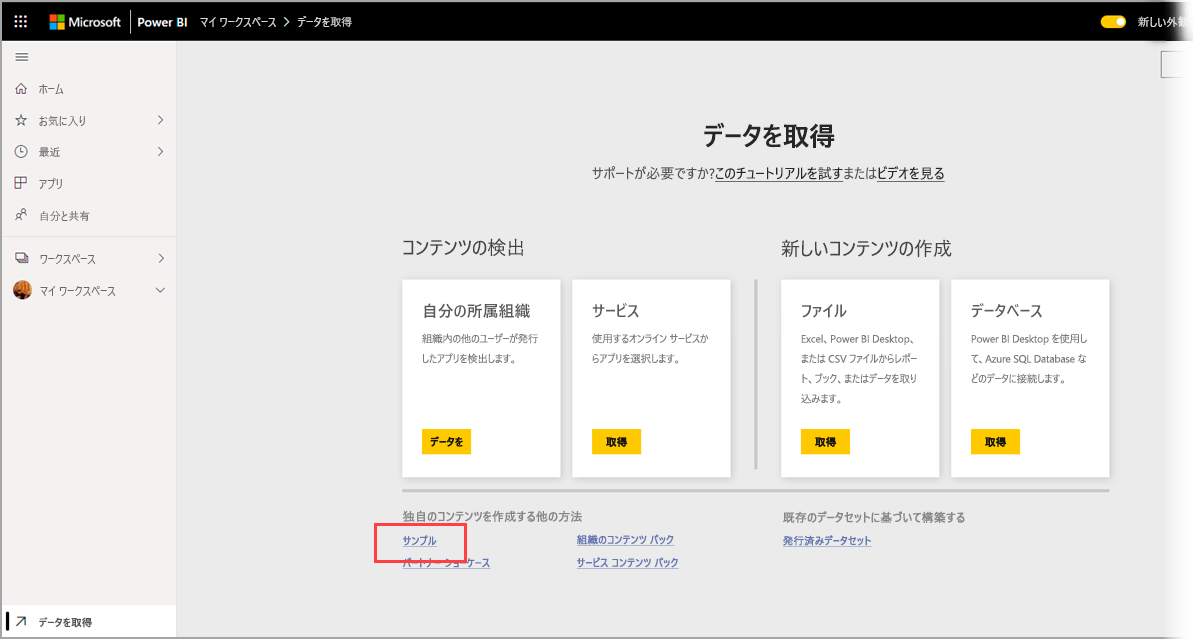 Microsoft Power BI マイ ワークスペース > データを取得
新しい外観
ホーム
お気に入り
最近
アプリ
自分と共有
ワークスペース
マイ ワークスペース
データを取得
データを取得
サポートが必要ですか?このチュートリアルを試すまたはビデオを見る
コンテンツの検出
自分の所属組織
組織内の他のユーザーが発行
したアプリを検出します。
データを
サービス
使用するオンライン サービスか
らアプリを選択します。
取得
新しいコンテンツの作成
ファイル
Excel、Power BI Desktop、
または CSV ファイルからレポー
ト、ブック、またはデータを取り
込みます。
取得
データベース
Power BI Desktop を使用し
て、Azure SQL Database な
どのデータに接続します。
取得
独自のコンテンツを作成する他の方法
サンプル
組織のコンテンツ パック
パートナー ショーケース
サービス コンテンツ パック
既存のデータセットに基づいて構築する
発行済みデータセット